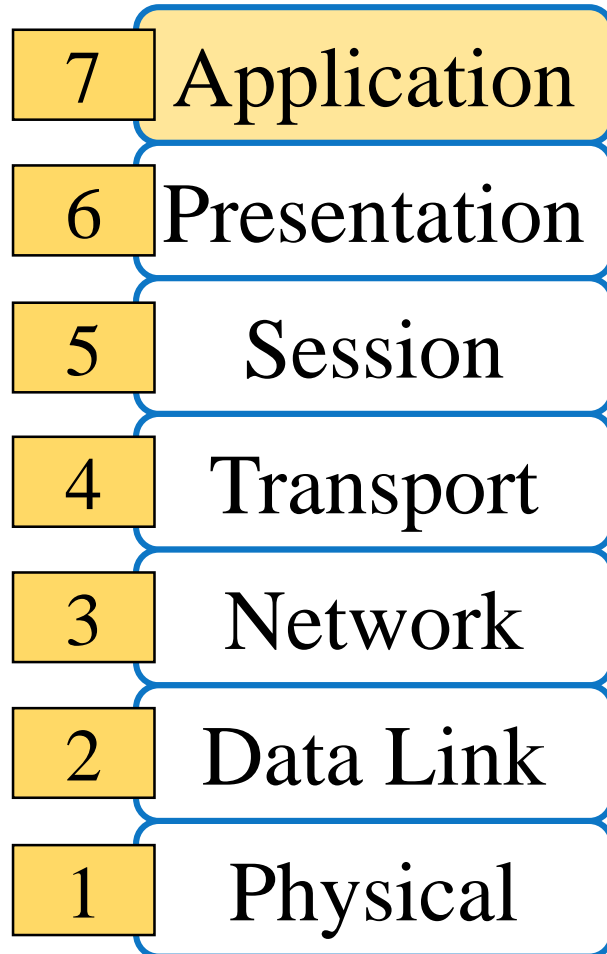 7 Application
6 Presentation
5 Session
4 Transport
3 Network
2 Data Link
1 Physical